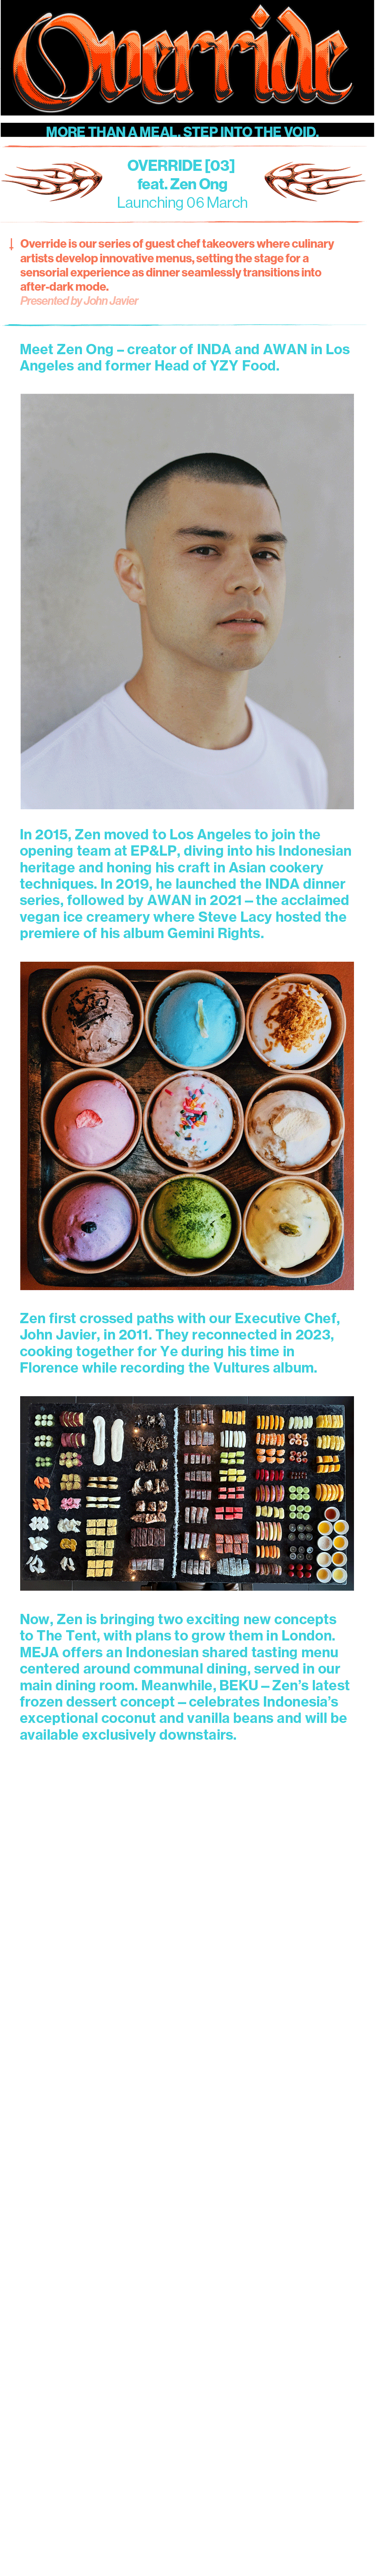 Override
MORE THAN A MEAL. STEP INTO THE VOID.
OVERRIDE [03]
feat. Zen Ong
Launching 06 March
↓ Override is our series of guest chef takeovers where culinary
artists develop innovative menus, setting the stage for a
sensorial experience as dinner seamlessly transitions into
after-dark mode.
Presented by John Javier
Meet Zen Ong – creator of INDA and AWAN in Los
Angeles and former Head of YZY Food.
In 2015, Zen moved to Los Angeles to join the
opening team at EP&LP, diving into his Indonesian
heritage and honing his craft in Asian cookery
techniques. In 2019, he launched the INDA dinner
series, followed by AWAN in 2021 – the acclaimed
vegan ice creamery where Steve Lacy hosted the
premiere of his album Gemini Rights.
Zen first crossed paths with our Executive Chef,
John Javier, in 2011. They reconnected in 2023,
cooking together for Ye during his time in
Florence while recording the Vultures album.
Now, Zen is bringing two exciting new concepts
to The Tent, with plans to grow them in London.
MEJA offers an Indonesian shared tasting menu
centered around communal dining, served in our
main dining room. Meanwhile, BEKU – Zen's latest
frozen dessert concept – celebrates Indonesia's
exceptional coconut and vanilla beans and will be
available exclusively downstairs.